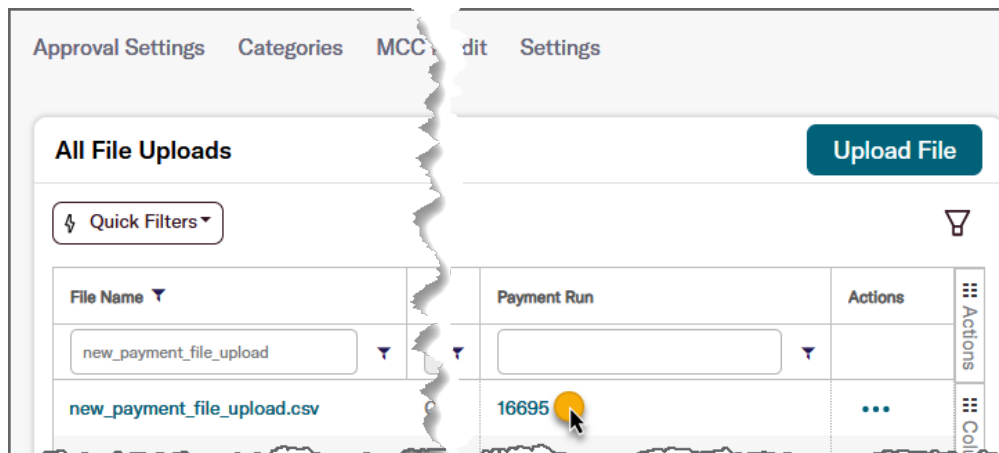 Approval Settings Categories MCC dit Settings
All File Uploads Upload File
Quick Filters
File Name Payment Run Actions
new_payment_file_upload
new_payment_file_upload.csv 16695
Actions